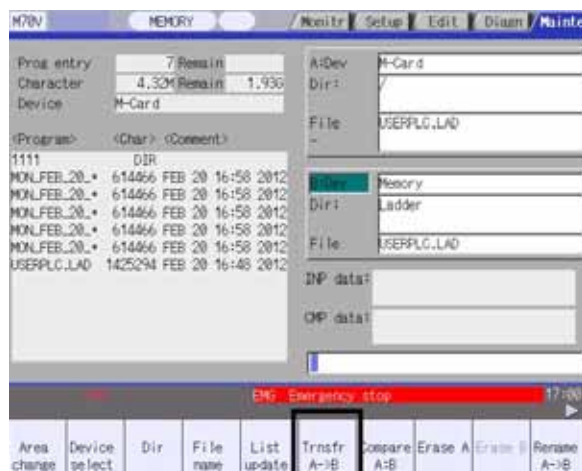 M70V MEMORY Monitr Setup Edit Diagn Mainte
Prog entry 7 Remain
Character 4.32M Remain 1.93G
Device M-Card
<Program> <Char> <Comment>
1111 DIR
MON_FEB_20_* 614466 FEB 20 16:58 2012
MON_FEB_20_* 614466 FEB 20 16:58 2012
MON_FEB_20_* 614466 FEB 20 16:58 2012
MON_FEB_20_* 614466 FEB 20 16:58 2012
MON_FEB_20_* 614466 FEB 20 16:58 2012
USERPLC.LAD 1425294 FEB 20 16:48 2012
A:Dev M-Card
Dir: /
File USERPLC.LAD
-
B:Dev Memory
Dir: Ladder
File USERPLC.LAD
INP data:
CMP data:
EMG Emergency stop 17:00
Area change
Device select
Dir
File name
List update
Trnsfr A->B
Compare A:B
Erase A
Erase B
Rename A->B